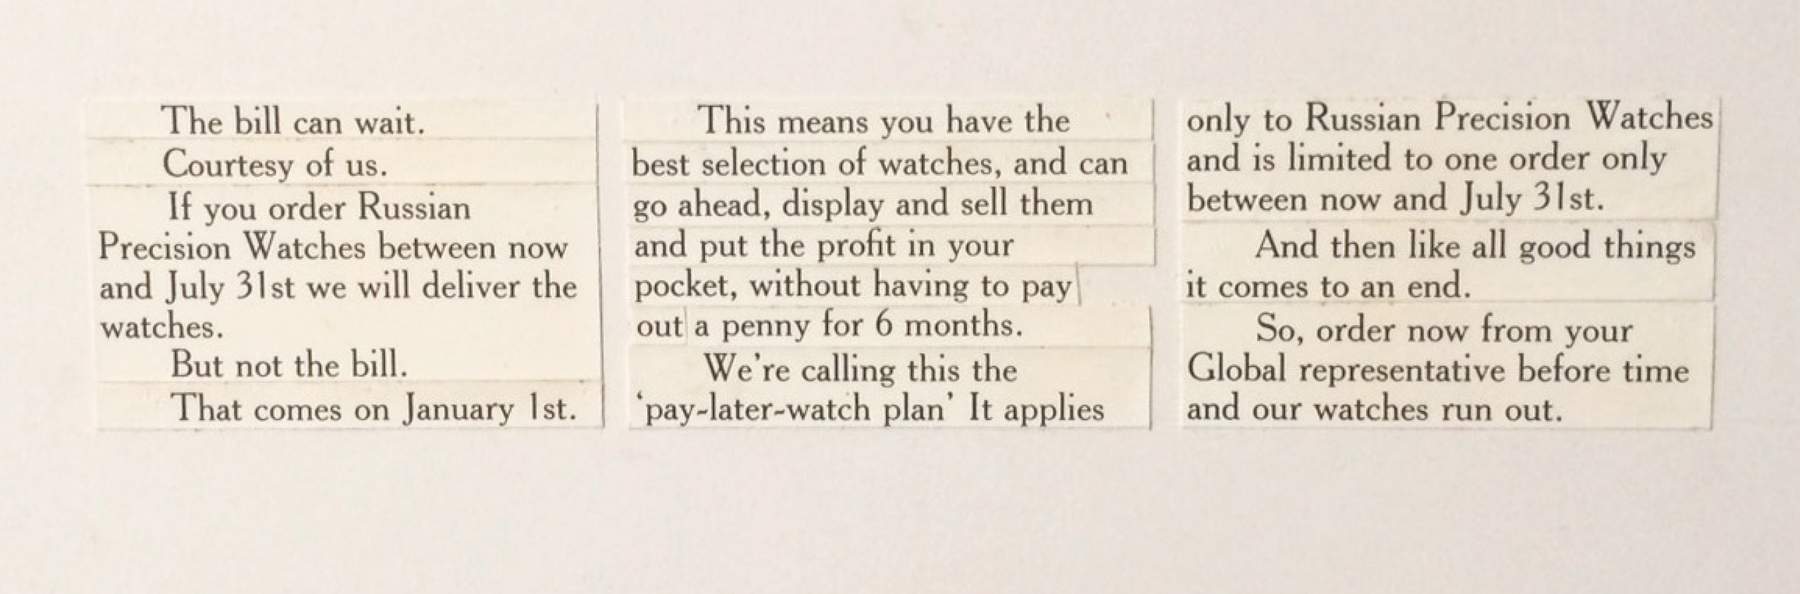 The bill can wait.
Courtesy of us.
If you order Russian
Precision Watches between now
and July 31st we will deliver the
watches.
But not the bill.
That comes on January 1st.
This means you have the
best selection of watches, and can
go ahead, display and sell them
and put the profit in your
pocket, without having to pay
out a penny for 6 months.
We're calling this the
‘pay-later-watch plan’ It applies
only to Russian Precision Watches
and is limited to one order only
between now and July 31st.
And then like all good things
it comes to an end.
So, order now from your
Global representative before time
and our watches run out.